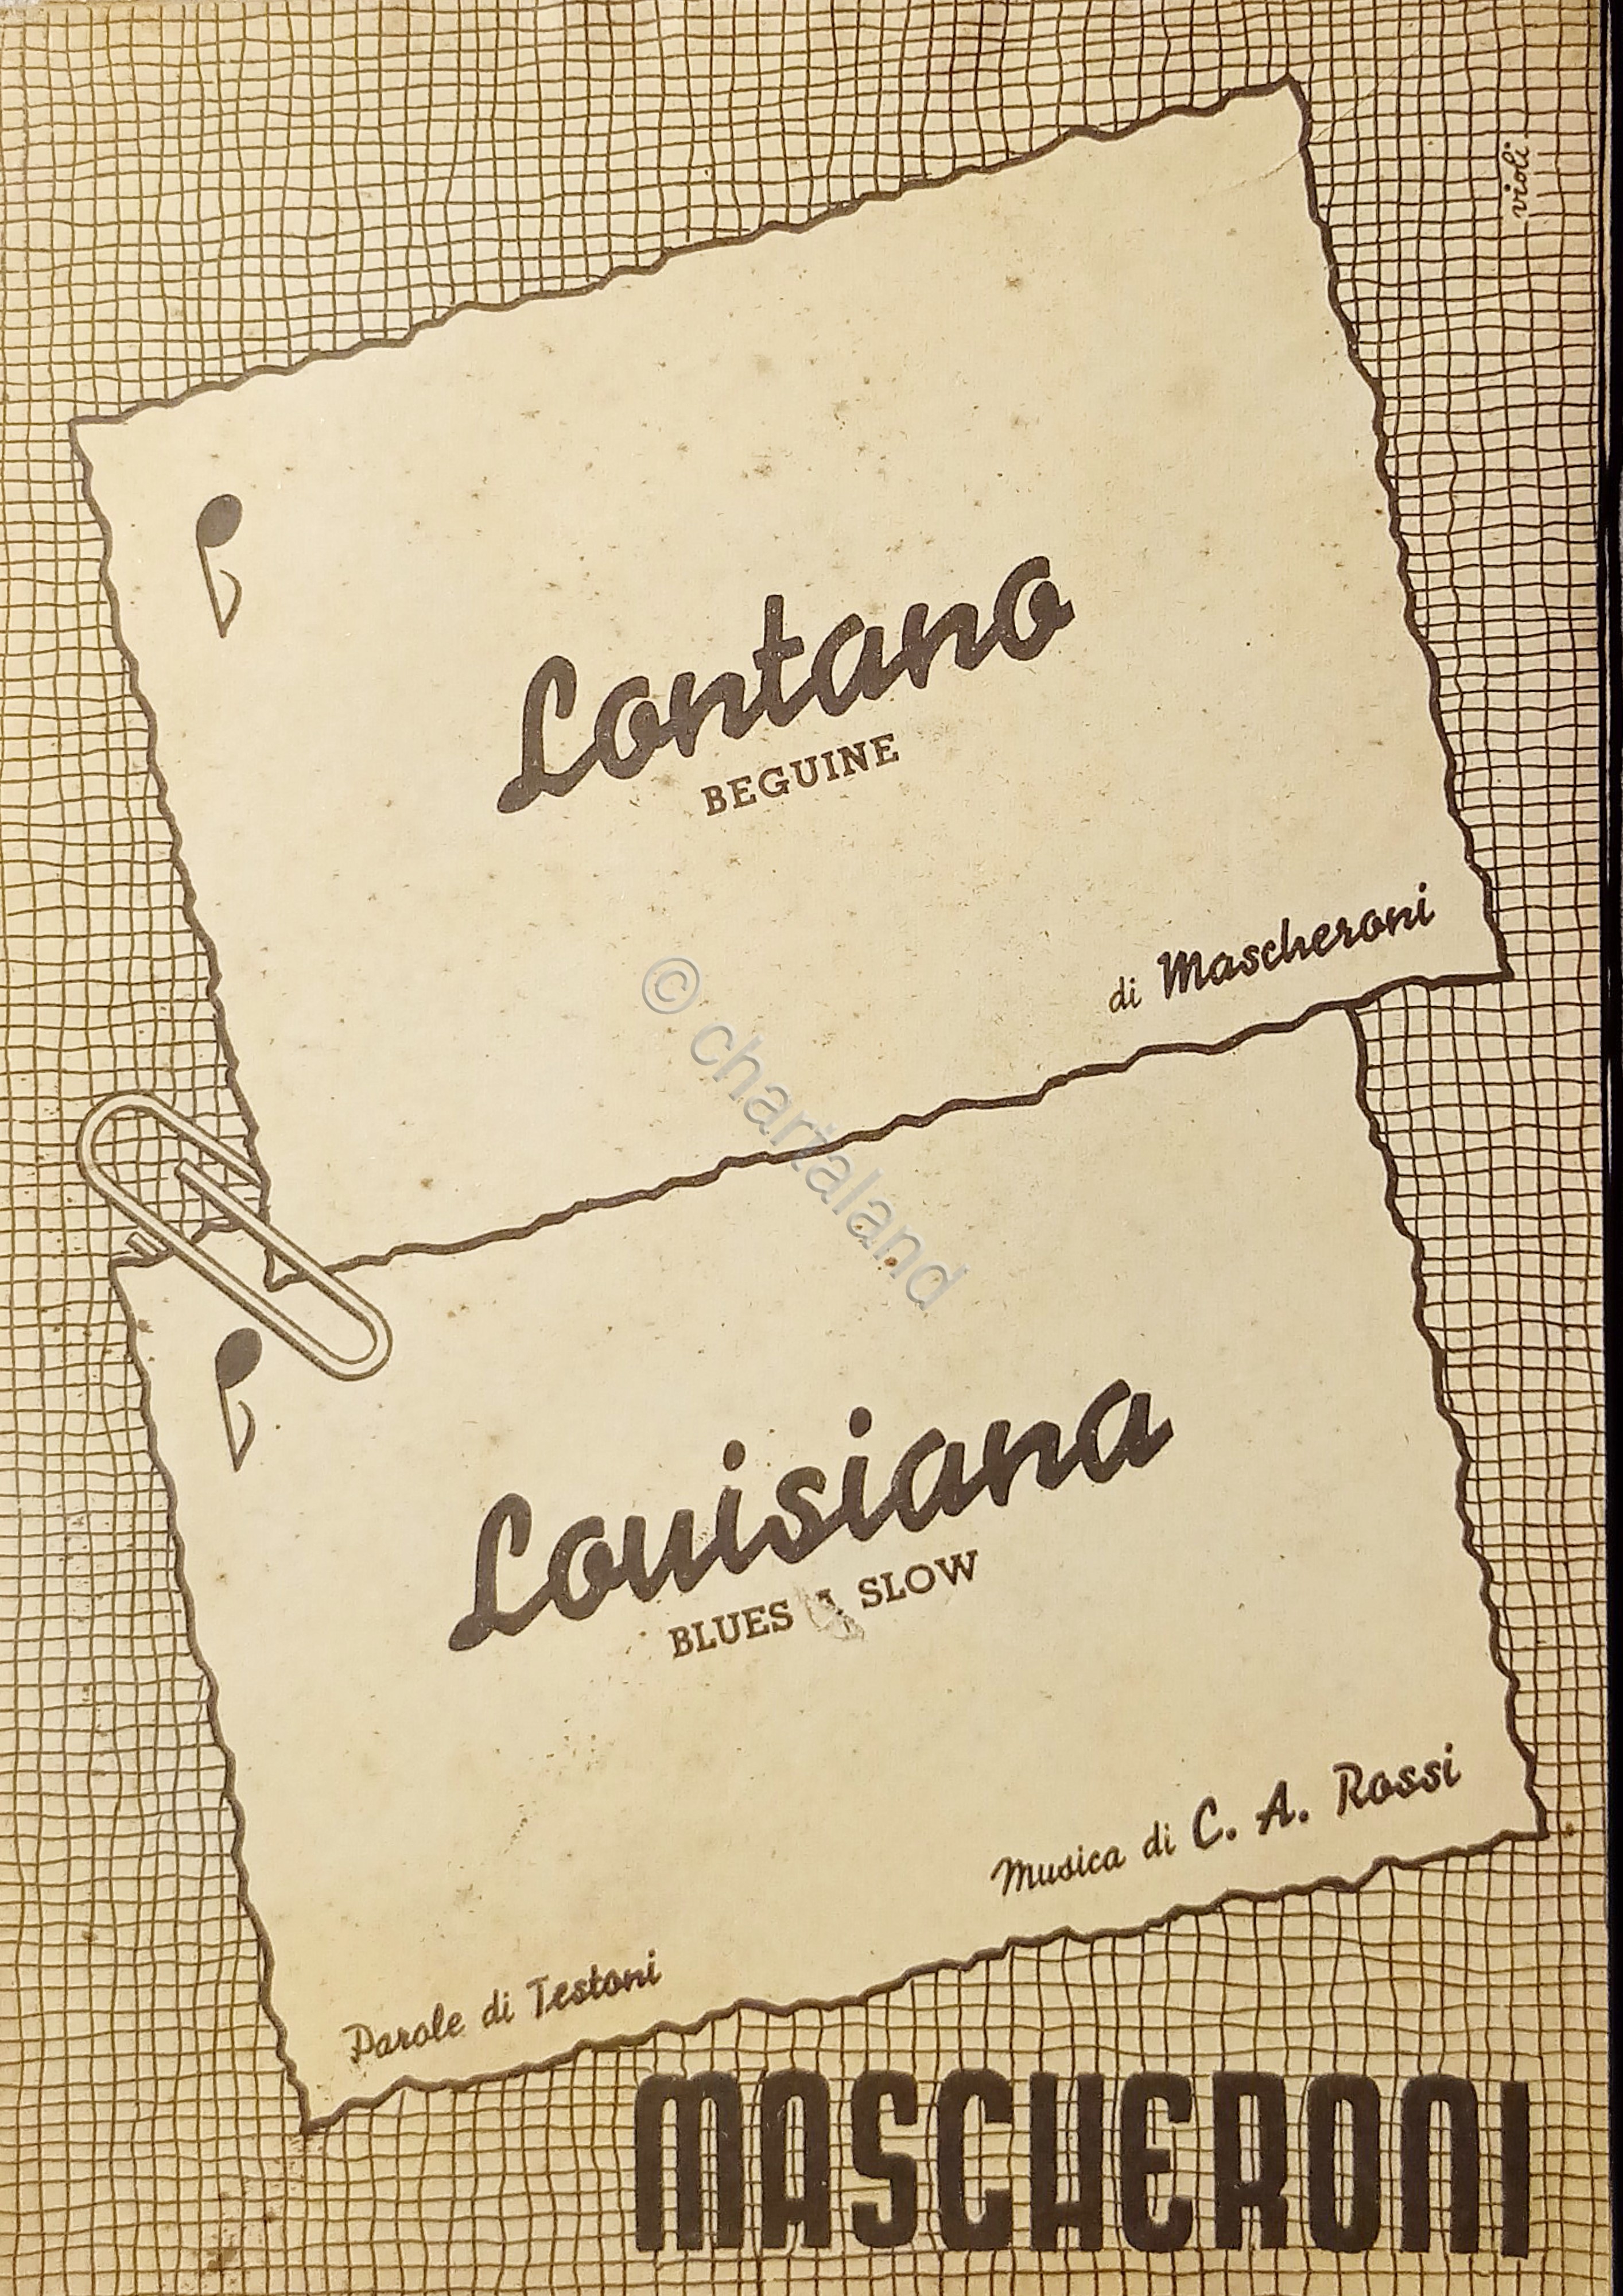 violi
Lontano
BEGUINE
di Mascheroni
© chartaland
Louisiana
BLUES SLOW
Musica di C. A. Rossi
Parole di Testoni
MASCHERONI